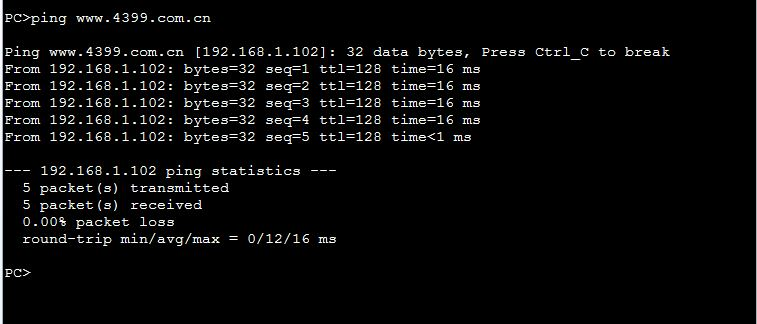 PC>ping www.4399.com.cn
Ping www.4399.com.cn [192.168.1.102]: 32 data bytes, Press Ctrl_C to break
From 192.168.1.102: bytes=32 seq=1 ttl=128 time=16 ms
From 192.168.1.102: bytes=32 seq=2 ttl=128 time=16 ms
From 192.168.1.102: bytes=32 seq=3 ttl=128 time=16 ms
From 192.168.1.102: bytes=32 seq=4 ttl=128 time=16 ms
From 192.168.1.102: bytes=32 seq=5 ttl=128 time<1 ms
--- 192.168.1.102 ping statistics ---
5 packet(s) transmitted
5 packet(s) received
0.00% packet loss
round-trip min/avg/max = 0/12/16 ms
PC>